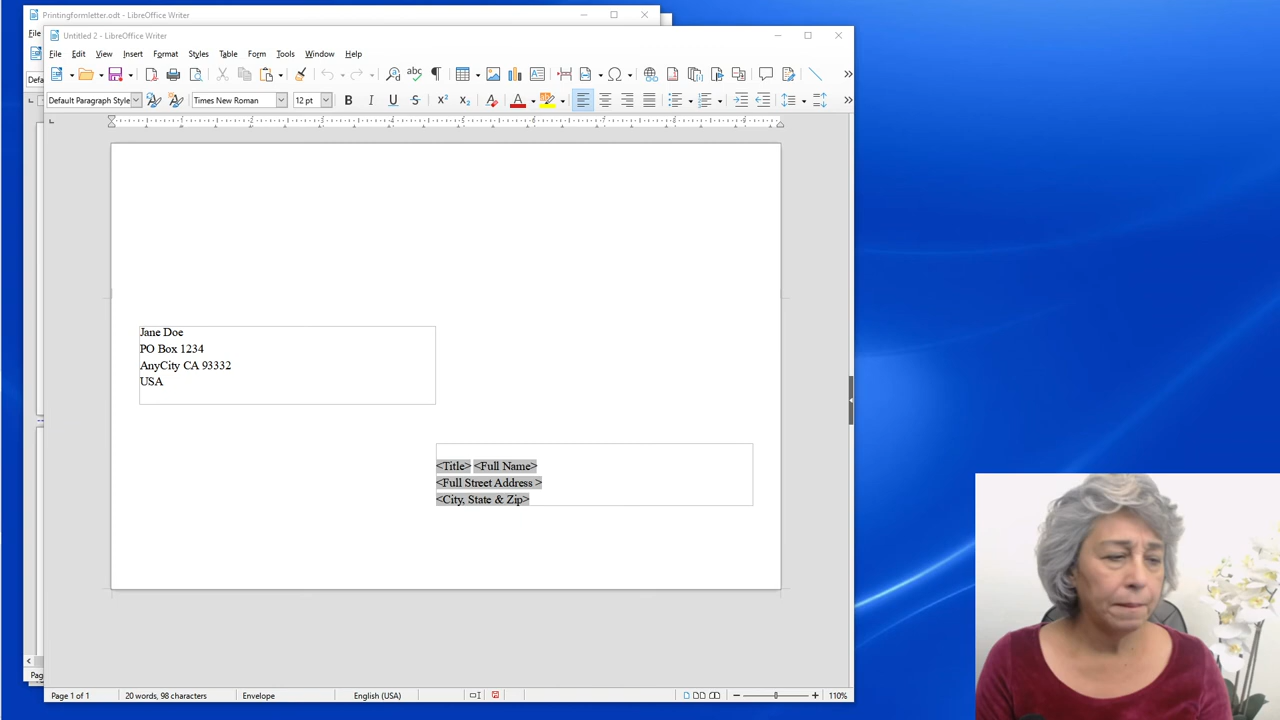 Printingformletter.odt - LibreOffice Writer
Untitled 2 - LibreOffice Writer
File Edit View Insert Format Styles Table Form Tools Window Help
Default Paragraph Style Times New Roman 12 pt
Jane Doe
PO Box 1234
AnyCity CA 93332
USA
<Title> <Full Name>
<Full Street Address >
<City, State & Zip>
Page 1 of 1 20 words, 98 characters Envelope English (USA) 110%